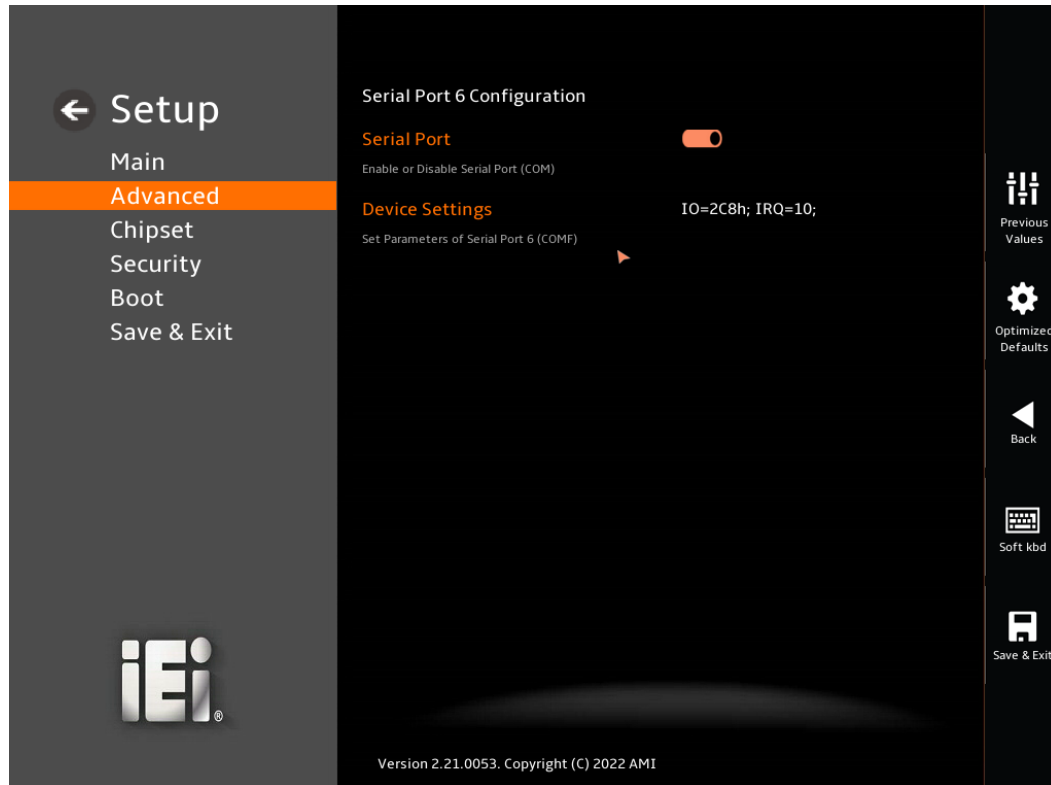 Setup
Main
Advanced
Chipset
Security
Boot
Save & Exit
iEi®
Serial Port 6 Configuration
Serial Port
Enable or Disable Serial Port (COM)
Device Settings IO=2C8h; IRQ=10;
Set Parameters of Serial Port 6 (COMF)
Version 2.21.0053. Copyright (C) 2022 AMI
Previous
Values
Optimized
Defaults
Back
Soft kbd
Save & Exit